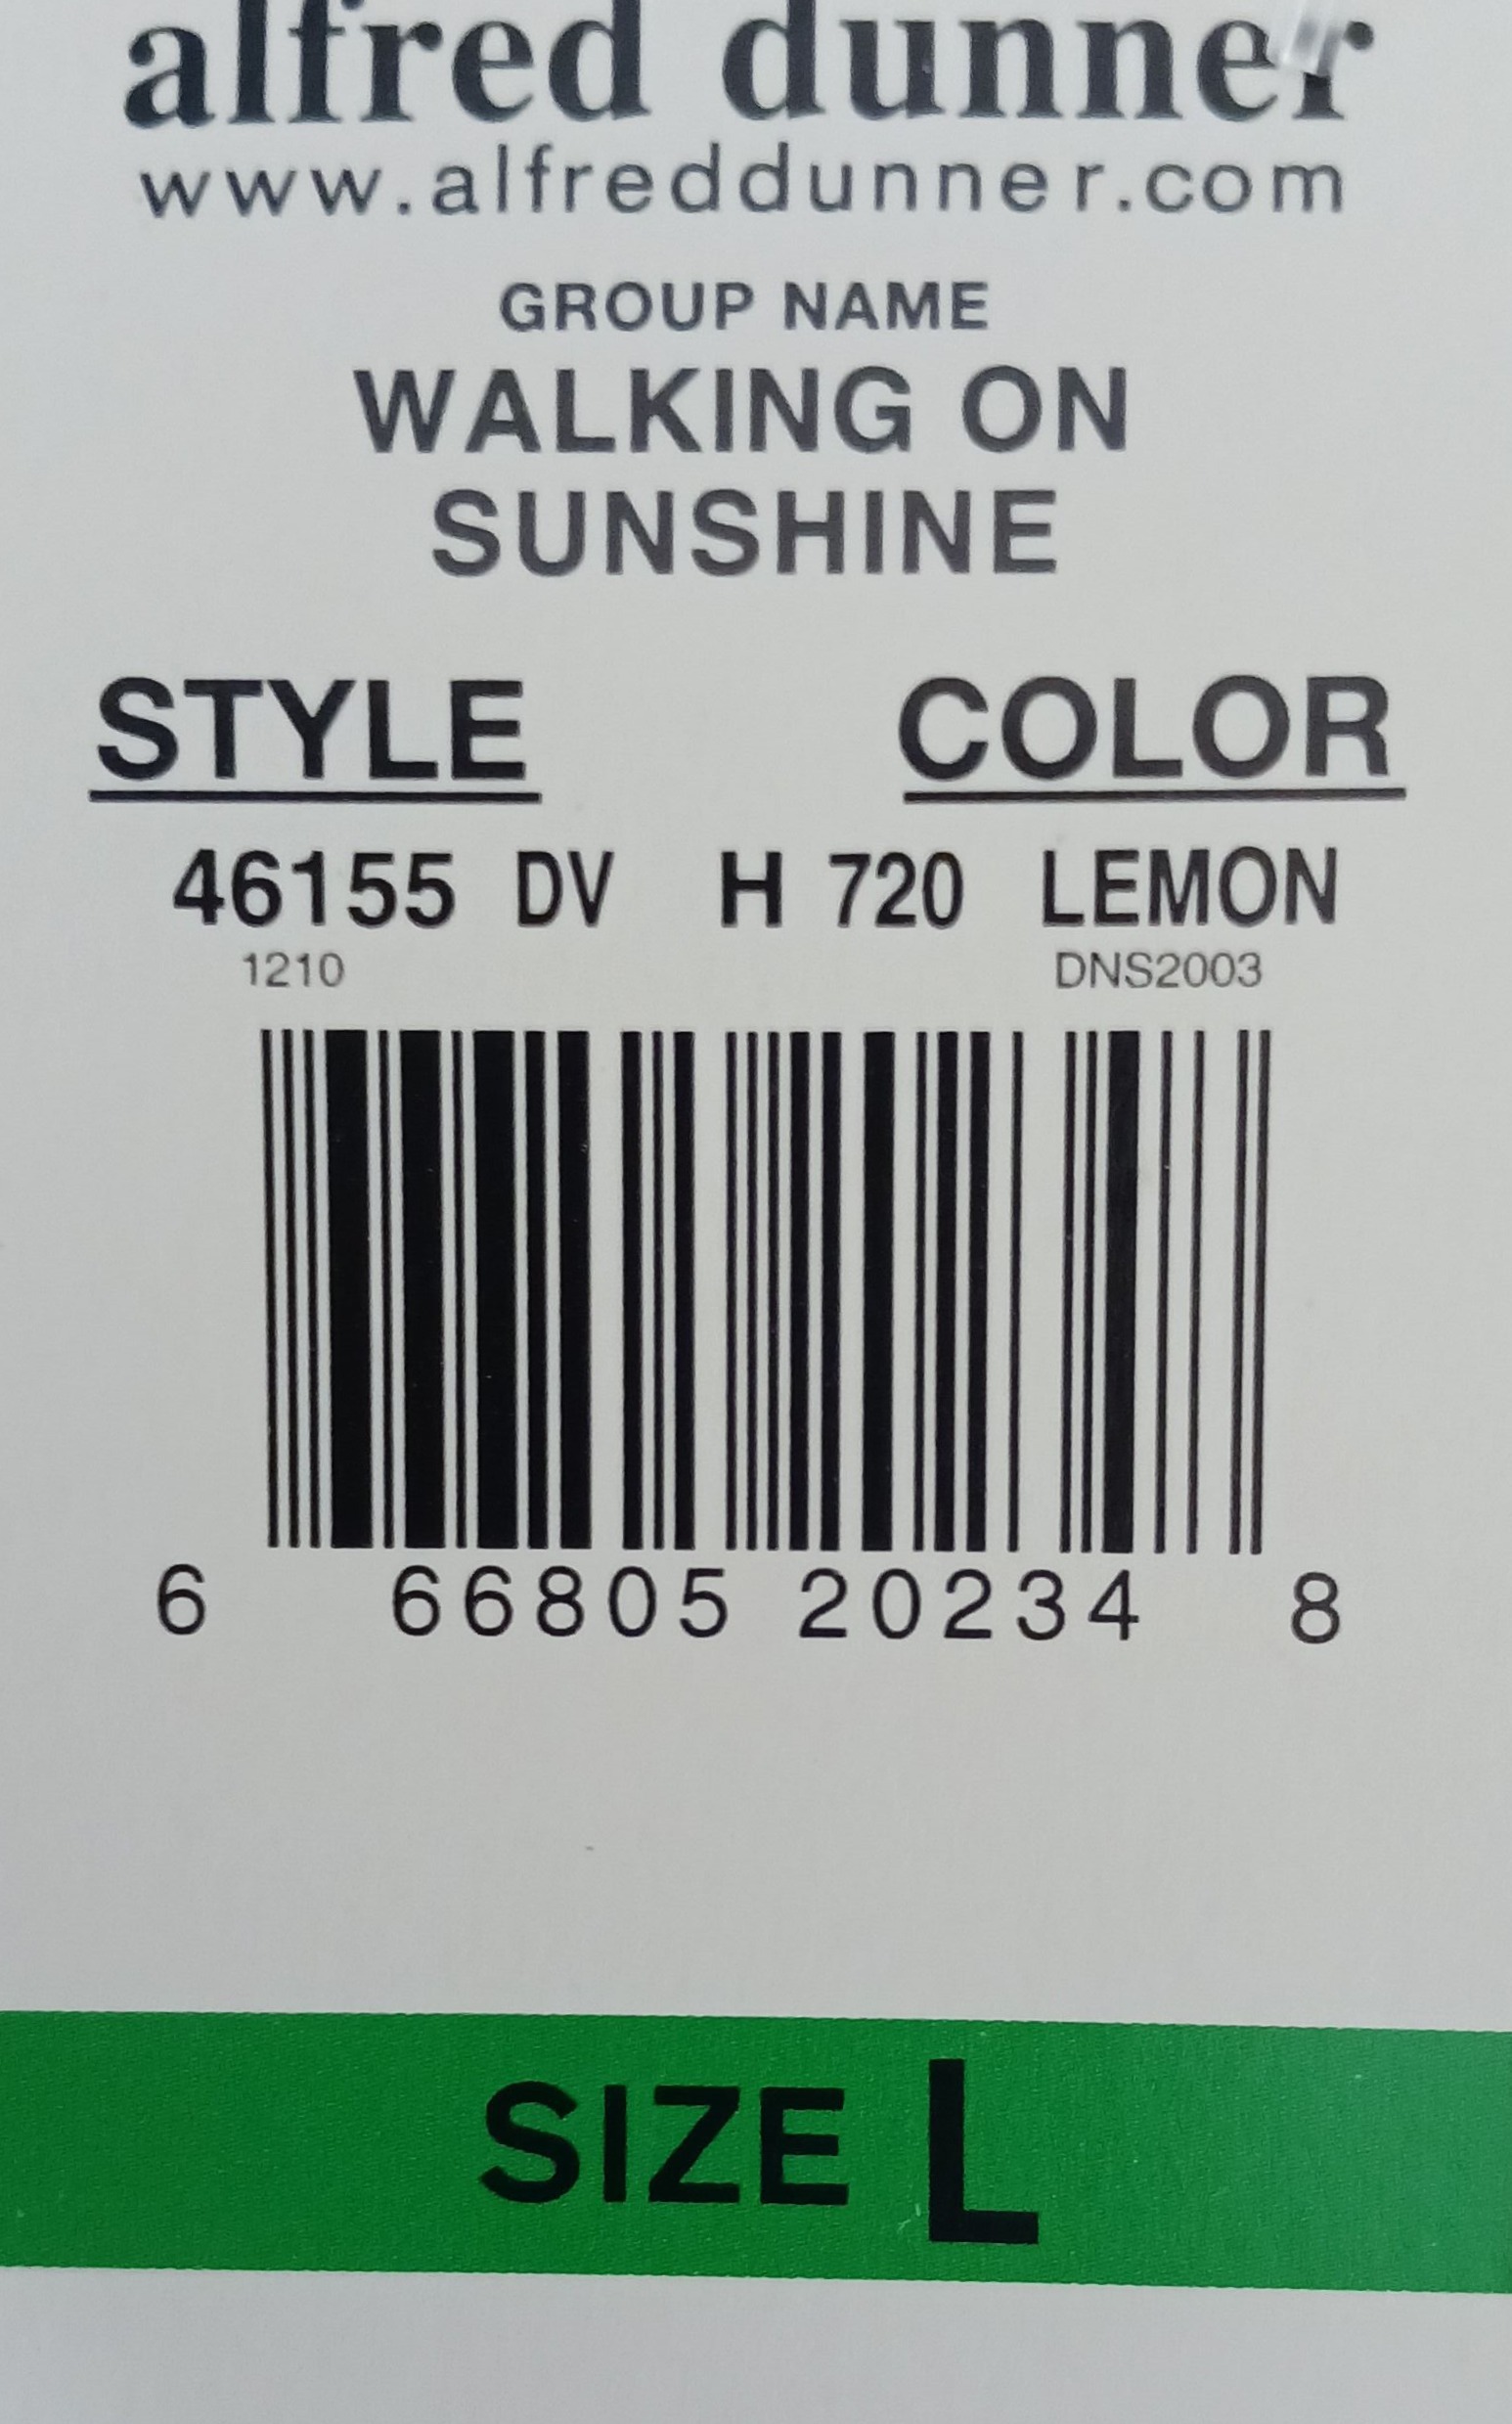 alfred dunner
www.alfreddunner.com
GROUP NAME
WALKING ON
SUNSHINE
STYLE COLOR
46155 DV H 720 LEMON
1210 DNS2003
6 66805 20234 8
SIZE L